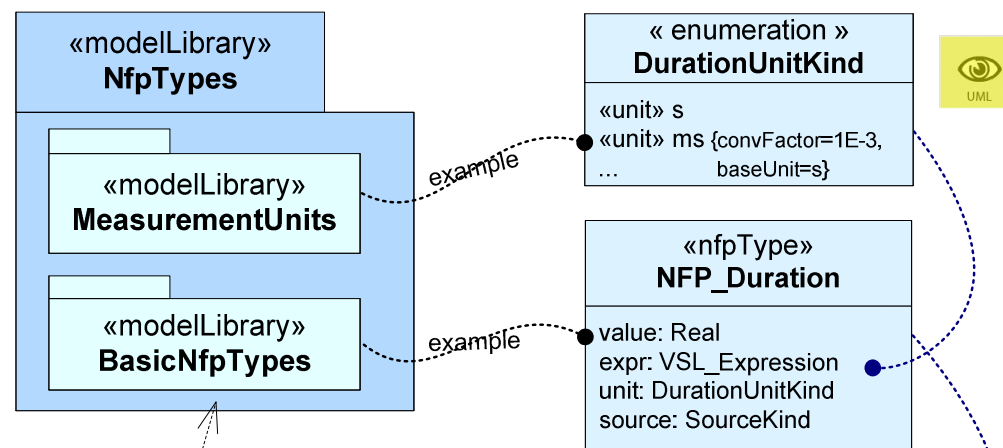 «modelLibrary»
NfpTypes
«modelLibrary»
MeasurementUnits
«modelLibrary»
BasicNfpTypes
example
example
« enumeration »
DurationUnitKind
«unit» s
«unit» ms {convFactor=1E-3,
... baseUnit=s}
«nfpType»
NFP_Duration
value: Real
expr: VSL_Expression
unit: DurationUnitKind
source: SourceKind
UML